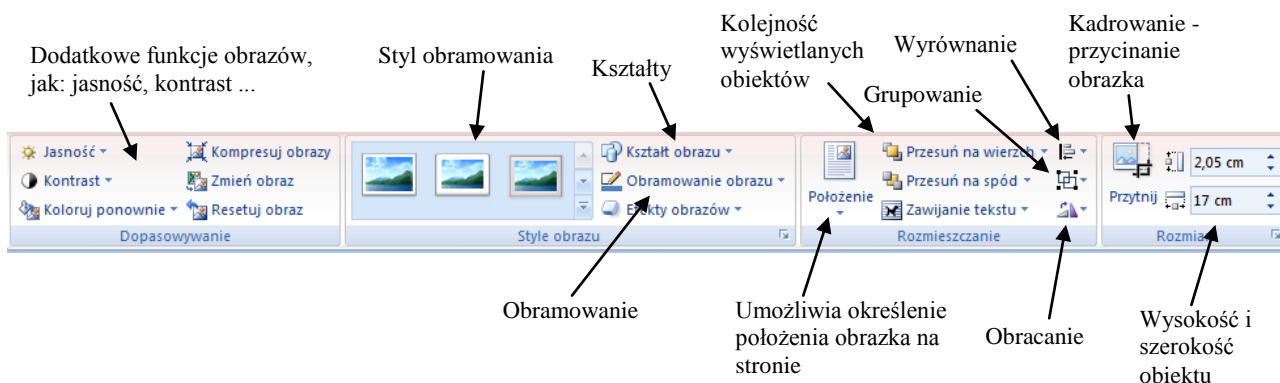 Dodatkowe funkcje obrazów,
jak: jasność, kontrast ...
Styl obramowania
Kształty
Kolejność
wyświetlanych
obiektów
Wyrównanie
Grupowanie
Kadrowanie -
przycinanie
obrazka
Jasność
Kontrast
Koloruj ponownie
Kompresuj obrazy
Zmień obraz
Resetuj obraz
Dopasowywanie
Kształt obrazu
Obramowanie obrazu
Efekty obrazów
Style obrazu
Położenie
Przesuń na wierzch
Przesuń na spód
Zawijanie tekstu
Rozmieszczanie
Przytnij
2,05 cm
17 cm
Rozmiar
Obramowanie
Umożliwia określenie
położenia obrazka na
stronie
Obracanie
Wysokość i
szerokość
obiektu